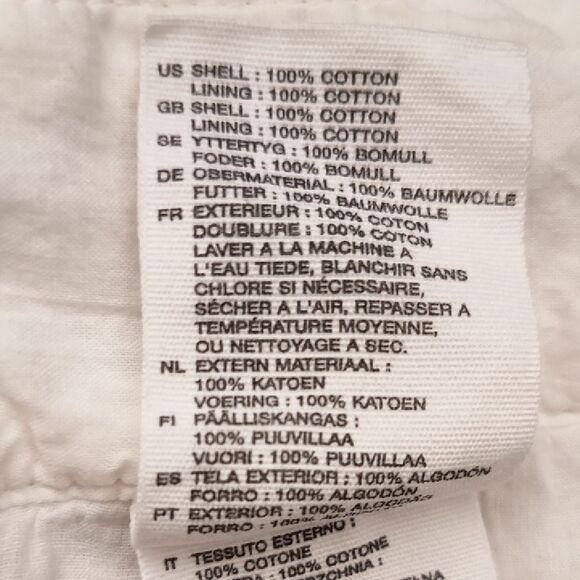 US SHELL : 100% COTTON
LINING : 100% COTTON
GB SHELL : 100% COTTON
LINING : 100% COTTON
SE YTTERTYG : 100% BOMULL
FODER : 100% BOMULL
DE OBERMATERIAL : 100% BAUMWOLLE
FUTTER : 100% BAUMWOLLE
FR EXTERIEUR : 100% COTON
DOUBLURE : 100% COTON
LAVER A LA MACHINE A
L'EAU TIEDE, BLANCHIR SANS
CHLORE SI NÉCESSAIRE,
SÉCHER A L'AIR, REPASSER A
TEMPÉRATURE MOYENNE,
OU NETTOYAGE A SEC.
NL EXTERN MATERIAAL :
100% KATOEN
VOERING : 100% KATOEN
FI PÄÄLLISKANGAS :
100% PUUVILLAA
VUORI : 100% PUUVILLAA
ES TELA EXTERIOR : 100% ALGODÓN
FORRO : 100% ALGODÓN
PT EXTERIOR : 100% ALGODÃO
FORRO : 100%
IT TESSUTO ESTERNO :
100% COTONE
: 100% COTONE